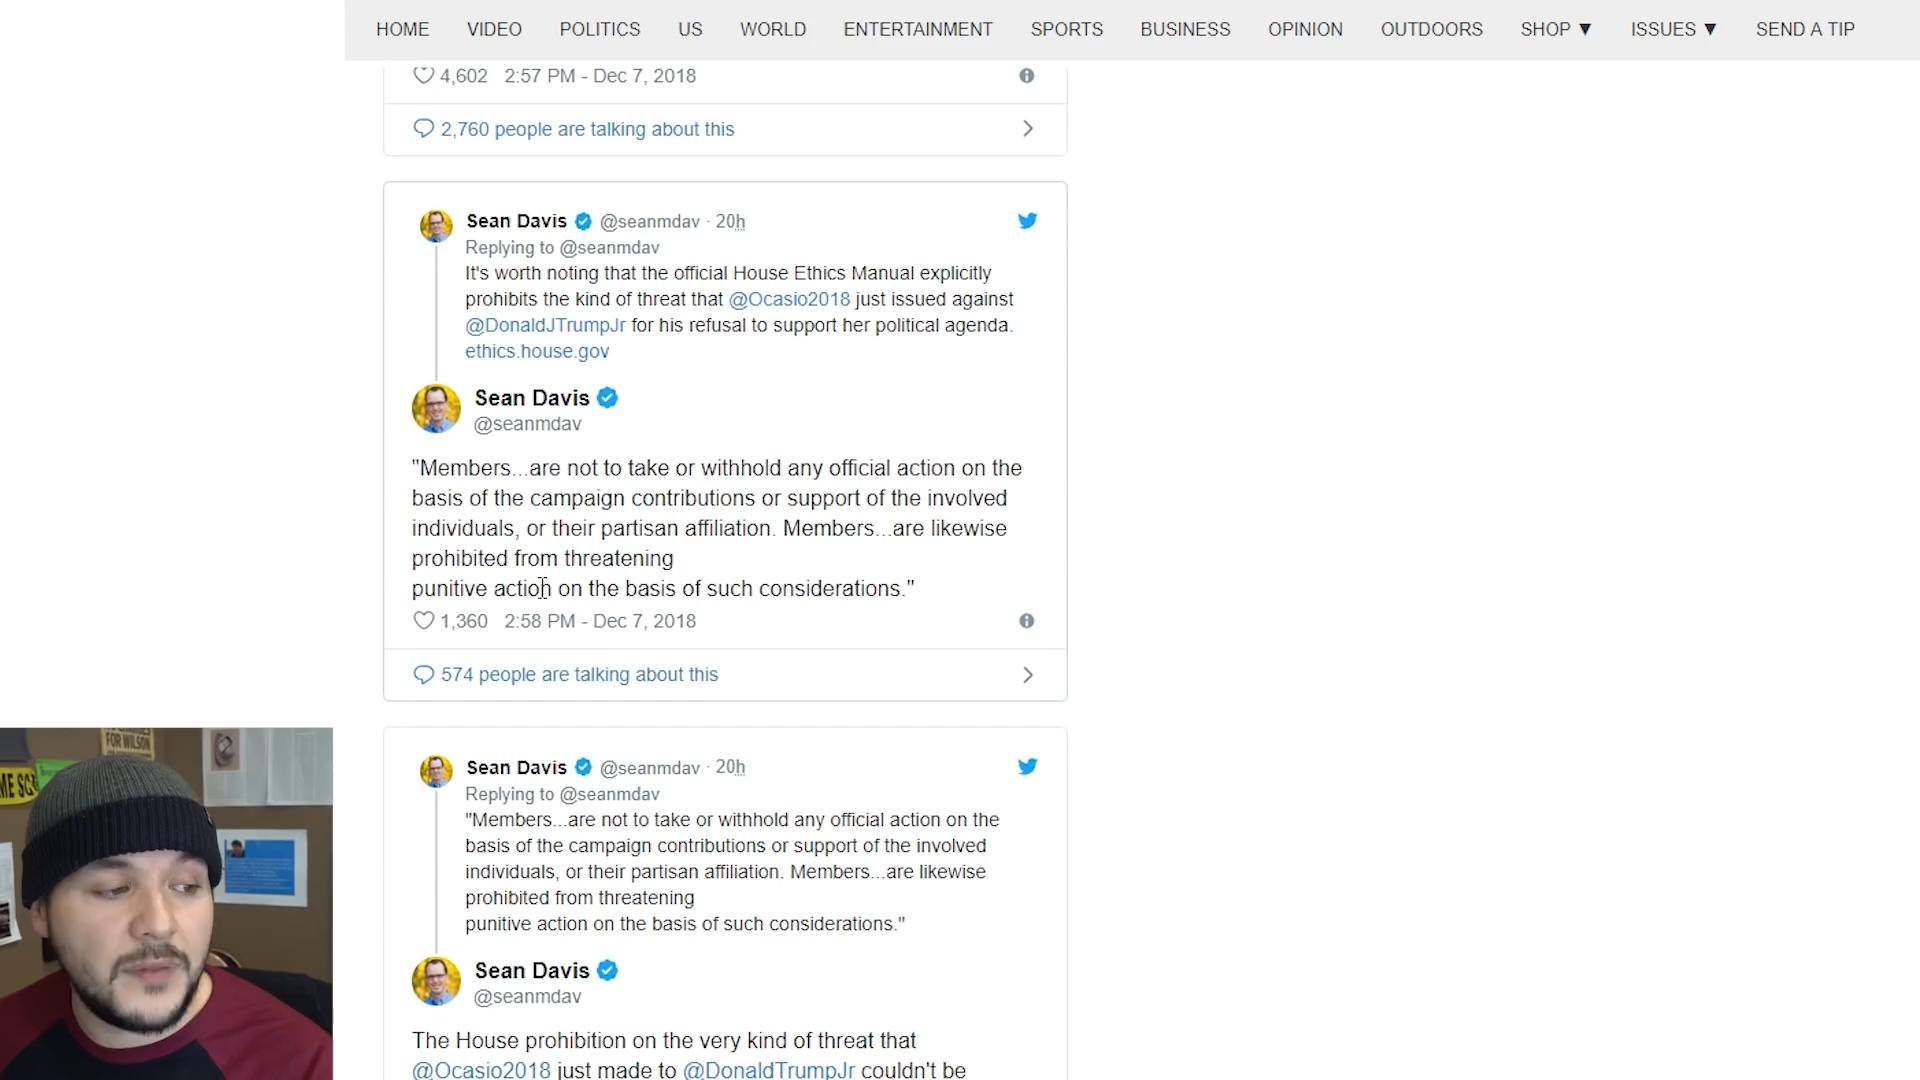 HOME VIDEO POLITICS US WORLD ENTERTAINMENT SPORTS BUSINESS OPINION OUTDOORS SHOP ▼ ISSUES ▼ SEND A TIP
4,602 2:57 PM - Dec 7, 2018
2,760 people are talking about this
Sean Davis @seanmdav · 20h
Replying to @seanmdav
It's worth noting that the official House Ethics Manual explicitly
prohibits the kind of threat that @Ocasio2018 just issued against
@DonaldJTrumpJr for his refusal to support her political agenda.
ethics.house.gov
Sean Davis
@seanmdav
"Members...are not to take or withhold any official action on the
basis of the campaign contributions or support of the involved
individuals, or their partisan affiliation. Members...are likewise
prohibited from threatening
punitive action on the basis of such considerations."
1,360 2:58 PM - Dec 7, 2018
574 people are talking about this
Sean Davis @seanmdav · 20h
Replying to @seanmdav
"Members...are not to take or withhold any official action on the
basis of the campaign contributions or support of the involved
individuals, or their partisan affiliation. Members...are likewise
prohibited from threatening
punitive action on the basis of such considerations."
Sean Davis
@seanmdav
The House prohibition on the very kind of threat that
@Ocasio2018 just made to @DonaldTrumpJr couldn't be
FOR WILSON